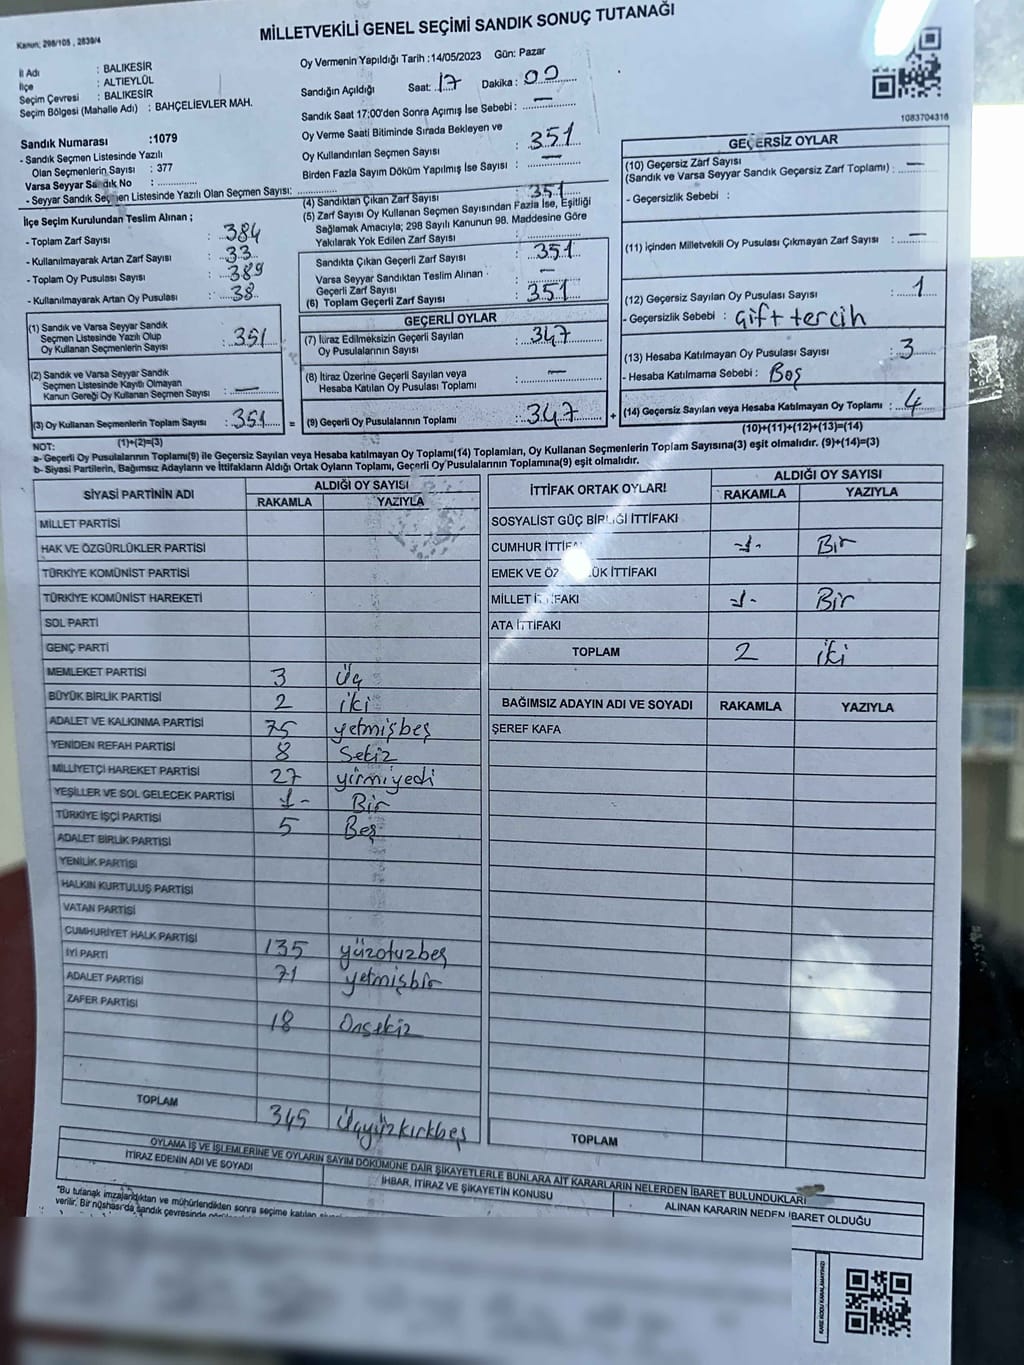 MİLLETVEKİLİ GENEL SEÇİMİ SANDIK SONUÇ TUTANAĞI
Kanun; 298/105 , 2839/4
İl Adı : BALIKESİR
İlçe : ALTIEYLÜL
Seçim Çevresi : BALIKESİR
Seçim Bölgesi (Mahalle Adı) : BAHÇELİEVLER MAH.
Sandık Numarası :1079
- Sandık Seçmen Listesinde Yazılı
Olan Seçmenlerin Sayısı : 377
Varsa Seyyar Sandık No :
- Seyyar Sandık Seçmen Listesinde Yazılı Olan Seçmen Sayısı:
İlçe Seçim Kurulundan Teslim Alınan ;
- Toplam Zarf Sayısı : 384
- Kullanılmayarak Artan Zarf Sayısı : 33
- Toplam Oy Pusulası Sayısı : 389
- Kullanılmayarak Artan Oy Pusulası : 38
(1) Sandık ve Varsa Seyyar Sandık
Seçmen Listesinde Yazılı Olup
Oy Kullanan Seçmenlerin Sayısı : 351
(2) Sandık ve Varsa Seyyar Sandık
Seçmen Listesinde Kayıtlı Olmayan
Kanun Gereği Oy Kullanan Seçmen Sayısı : —
(3) Oy Kullanan Seçmenlerin Toplam Sayısı : 351 =
(1)+(2)=(3)
Oy Vermenin Yapıldığı Tarih :14/05/2023 Gün: Pazar
Sandığın Açıldığı Saat: 17 Dakika : 00
Sandık Saat 17:00'den Sonra Açımış İse Sebebi : —
Oy Verme Saati Bitiminde Sırada Bekleyen ve
Oy Kullandırılan Seçmen Sayısı : 351
Birden Fazla Sayım Döküm Yapılmış İse Sayısı : —
(4) Sandıktan Çıkan Zarf Sayısı : 351
(5) Zarf Sayısı Oy Kullanan Seçmen Sayısından Fazla İse, Eşitliği
Sağlamak Amacıyla; 298 Sayılı Kanunun 98. Maddesine Göre
Yakılarak Yok Edilen Zarf Sayısı :
Sandıkta Çıkan Geçerli Zarf Sayısı : 351
Varsa Seyyar Sandıktan Teslim Alınan
Geçerli Zarf Sayısı : —
(6) Toplam Geçerli Zarf Sayısı : 351
GEÇERLİ OYLAR
(7) İtiraz Edilmeksizin Geçerli Sayılan
Oy Pusulalarının Sayısı : 347
(8) İtiraz Üzerine Geçerli Sayılan veya
Hesaba Katılan Oy Pusulası Toplamı : —
(9) Geçerli Oy Pusulalarının Toplamı : 347 +
1083704316
GEÇERSİZ OYLAR
(10) Geçersiz Zarf Sayısı
(Sandık ve Varsa Seyyar Sandık Geçersiz Zarf Toplamı) : —
- Geçersizlik Sebebi :
(11) İçinden Milletvekili Oy Pusulası Çıkmayan Zarf Sayısı : —
(12) Geçersiz Sayılan Oy Pusulası Sayısı : 1
- Geçersizlik Sebebi : Çift tercih
(13) Hesaba Katılmayan Oy Pusulası Sayısı : 3
- Hesaba Katılmama Sebebi : Boş
(14) Geçersiz Sayılan veya Hesaba Katılmayan Oy Toplamı : 4
(10)+(11)+(12)+(13)=(14)
NOT:
a- Geçerli Oy Pusulalarının Toplamı(9) ile Geçersiz Sayılan veya Hesaba katılmayan Oy Toplamı(14) Toplamları, Oy Kullanan Seçmenlerin Toplam Sayısına(3) eşit olmalıdır. (9)+(14)=(3)
b- Siyasi Partilerin, Bağımsız Adayların ve İttifakların Aldığı Ortak Oyların Toplamı, Geçerli Oy Pusulalarının Toplamına(9) eşit olmalıdır.
SİYASİ PARTİNİN ADI ALDIĞI OY SAYISI
RAKAMLA YAZIYLA
MİLLET PARTİSİ
HAK VE ÖZGÜRLÜKLER PARTİSİ
TÜRKİYE KOMÜNİST PARTİSİ
TÜRKİYE KOMÜNİST HAREKETİ
SOL PARTİ
GENÇ PARTİ
MEMLEKET PARTİSİ 3 Üç
BÜYÜK BİRLİK PARTİSİ 2 iki
ADALET VE KALKINMA PARTİSİ 75 yetmişbeş
YENİDEN REFAH PARTİSİ 8 Sekiz
MİLLİYETÇİ HAREKET PARTİSİ 27 yirmiyedi
YEŞİLLER VE SOL GELECEK PARTİSİ -1- Bir
TÜRKİYE İŞÇİ PARTİSİ 5 Beş
ADALET BİRLİK PARTİSİ
YENİLİK PARTİSİ
HALKIN KURTULUŞ PARTİSİ
VATAN PARTİSİ
CUMHURİYET HALK PARTİSİ 135 yüzotuzbeş
İYİ PARTİ 71 yetmişbir
ADALET PARTİSİ
ZAFER PARTİSİ 18 Onsekiz
TOPLAM 345 Üçyüzkırkbeş
İTTİFAK ORTAK OYLARI ALDIĞI OY SAYISI
RAKAMLA YAZIYLA
SOSYALİST GÜÇ BİRLİĞİ İTTİFAKI
CUMHUR İTTİFA -1- Bir
EMEK VE ÖZ ÜK İTTİFAKI
MİLLET İTTİFAKI -1- Bir
ATA İTTİFAKI
TOPLAM 2 iki
BAĞIMSIZ ADAYIN ADI VE SOYADI RAKAMLA YAZIYLA
ŞEREF KAFA
TOPLAM
OYLAMA İŞ VE İŞLEMLERİNE VE OYLARIN SAYIM DÖKÜMÜNE DAİR ŞİKAYETLERLE BUNLARA AİT KARARLARIN NELERDEN İBARET BULUNDUKLARI
İTİRAZ EDENİN ADI VE SOYADI İHBAR, İTİRAZ VE ŞİKAYETİN KONUSU ALINAN KARARIN NEDEN İBARET OLDUĞU
*Bu tutanak imzalandıktan ve mühürlendikten sonra seçime katılan
verilir. Bir nüshası da sandık çevresinde